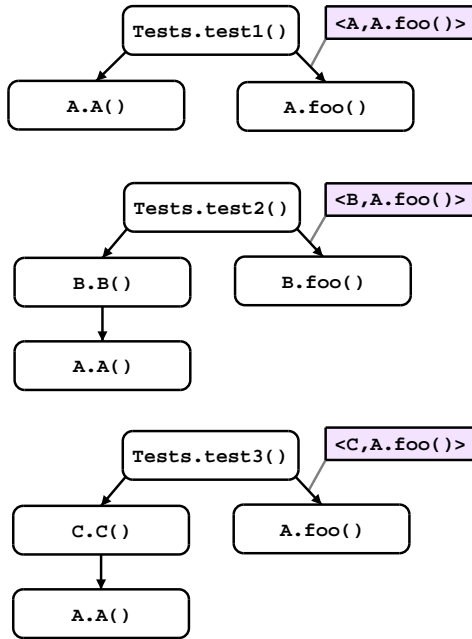 <A,A.foo()>
Tests.test1()
A.A()
A.foo()
<B,A.foo()>
Tests.test2()
B.B()
B.foo()
A.A()
<C,A.foo()>
Tests.test3()
C.C()
A.foo()
A.A()